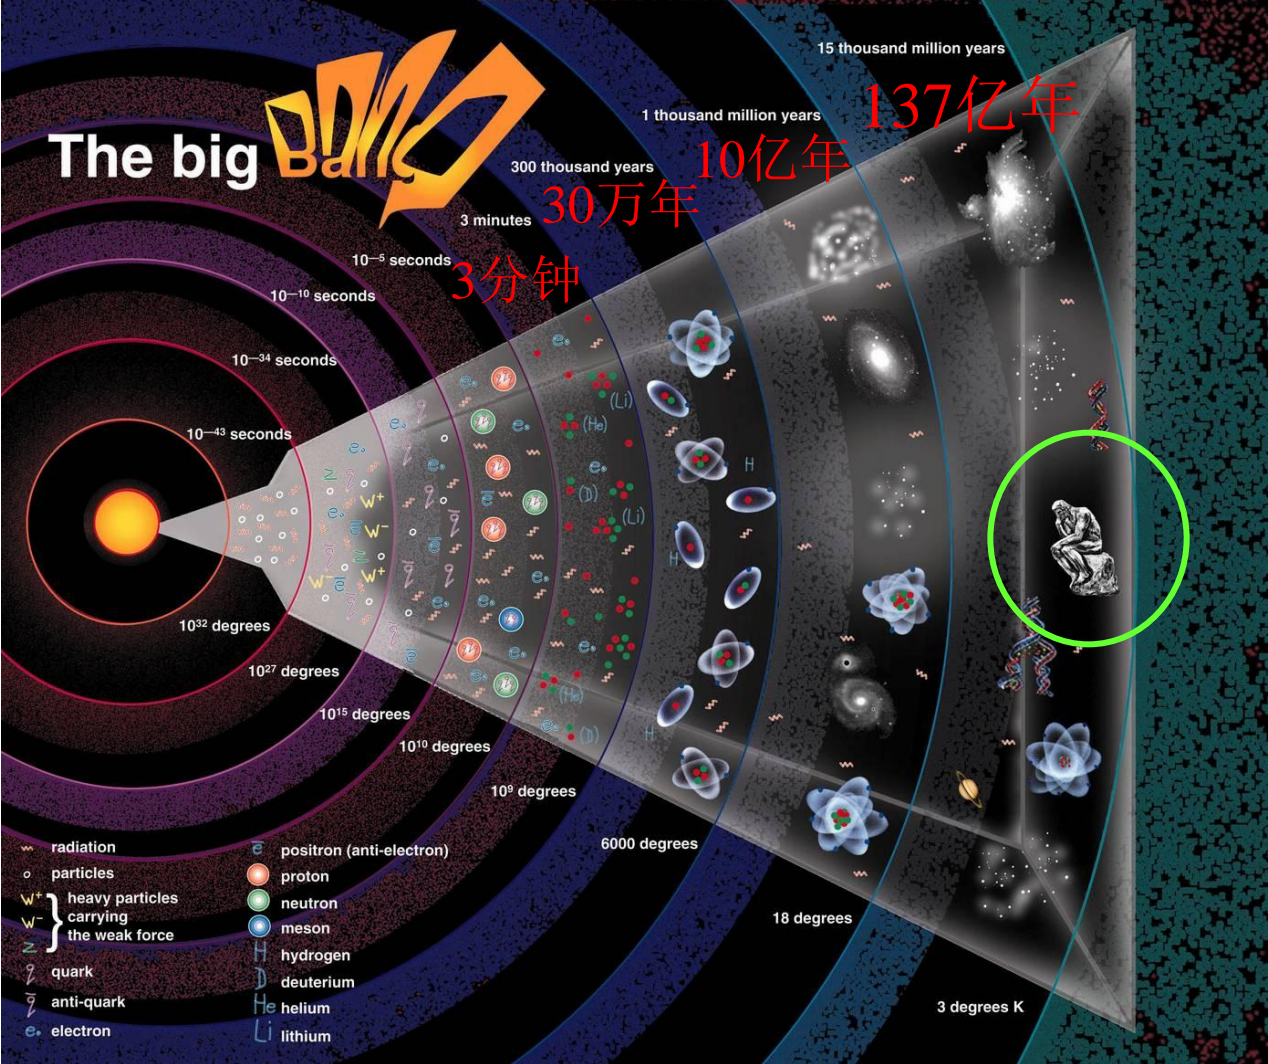 The big Bang
15 thousand million years
137亿年
1 thousand million years
10亿年
300 thousand years
30万年
3 minutes
3分钟
10–5 seconds
10–10 seconds
10–34 seconds
10–43 seconds
10³² degrees
10²⁷ degrees
10¹⁵ degrees
10¹⁰ degrees
10⁹ degrees
6000 degrees
18 degrees
3 degrees K
(Li)
(He)
(D)
(Li)
H
H
(He)
(D)
H
radiation
particles
W⁺ heavy particles
W⁻ carrying
Z the weak force
q quark
q̄ anti-quark
e electron
ē positron (anti-electron)
proton
neutron
meson
H hydrogen
D deuterium
He helium
Li lithium